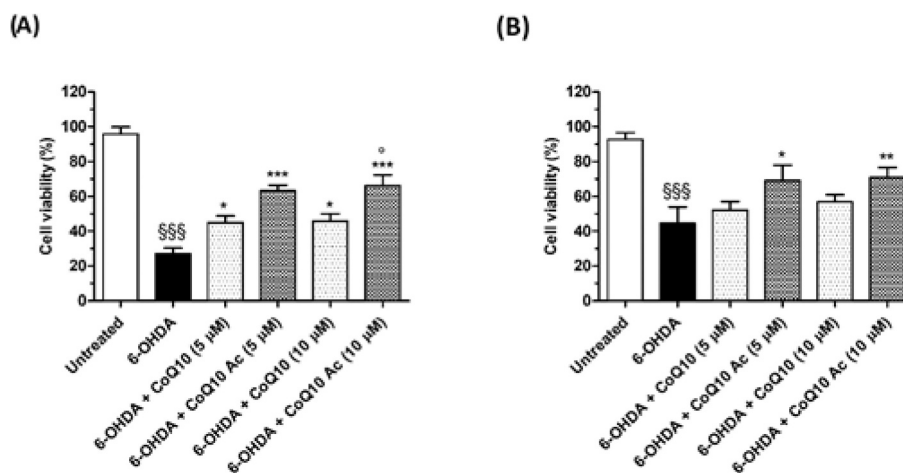 (A)
120
100
80
60
40
20
0
Cell viability (%)
§§§
*
***
*
°
***
Untreated
6-OHDA
6-OHDA + CoQ10 (5 µM)
6-OHDA + CoQ10 Ac (5 µM)
6-OHDA + CoQ10 (10 µM)
6-OHDA + CoQ10 Ac (10 µM)
(B)
120
100
80
60
40
20
0
Cell viability (%)
§§§
*
**
Untreated
6-OHDA
6-OHDA + CoQ10 (5 µM)
6-OHDA + CoQ10 Ac (5 µM)
6-OHDA + CoQ10 (10 µM)
6-OHDA + CoQ10 Ac (10 µM)